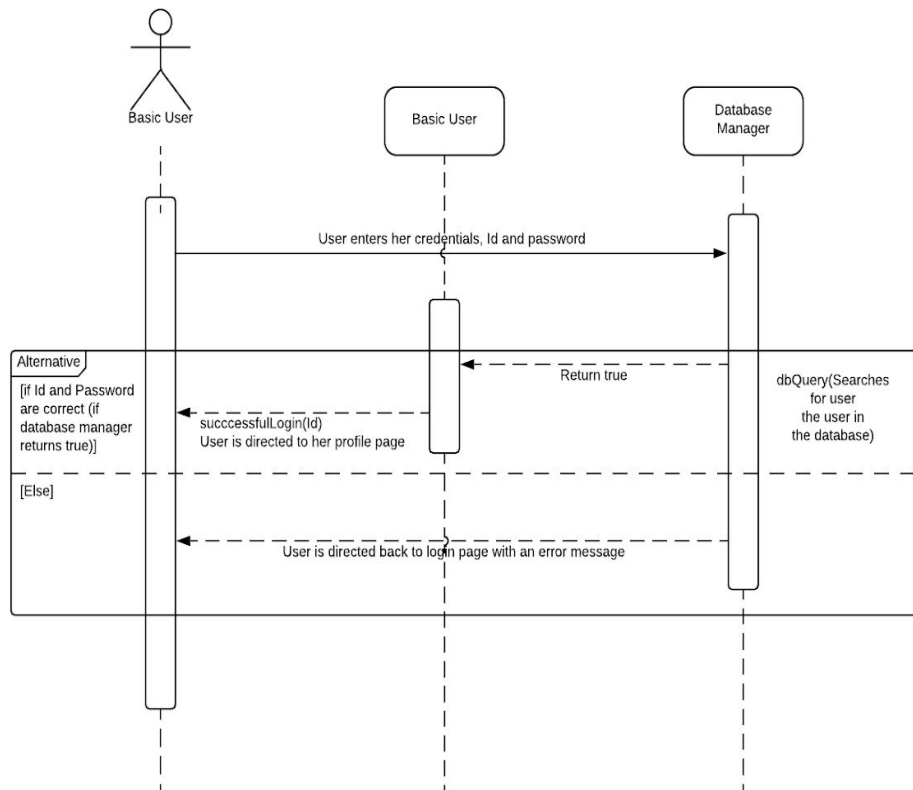 Basic User
Basic User
Database
Manager
User enters her credentials, Id and password
Alternative
[if Id and Password
are correct (if
database manager
returns true)]
Return true
dbQuery(Searches
for user
the user in
the database)
succcessfulLogin(Id)
User is directed to her profile page
[Else]
User is directed back to login page with an error message